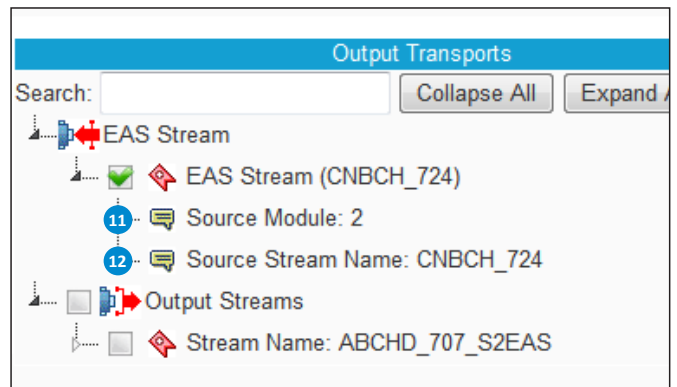 Output Transports
Search: Collapse All Expand
EAS Stream
EAS Stream (CNBCH_724)
11 Source Module: 2
12 Source Stream Name: CNBCH_724
Output Streams
Stream Name: ABCHD_707_S2EAS